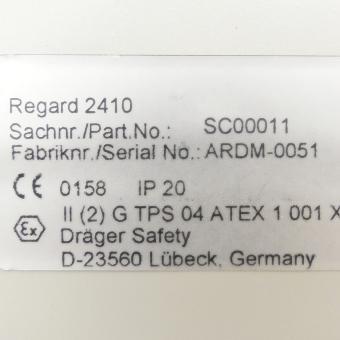 Regard 2410
Sachnr./Part.No.: SC00011
Fabriknr./Serial No.: ARDM-0051
CE 0158 IP 20
II (2) G TPS 04 ATEX 1 001 X
Ex Dräger Safety
D-23560 Lübeck, Germany